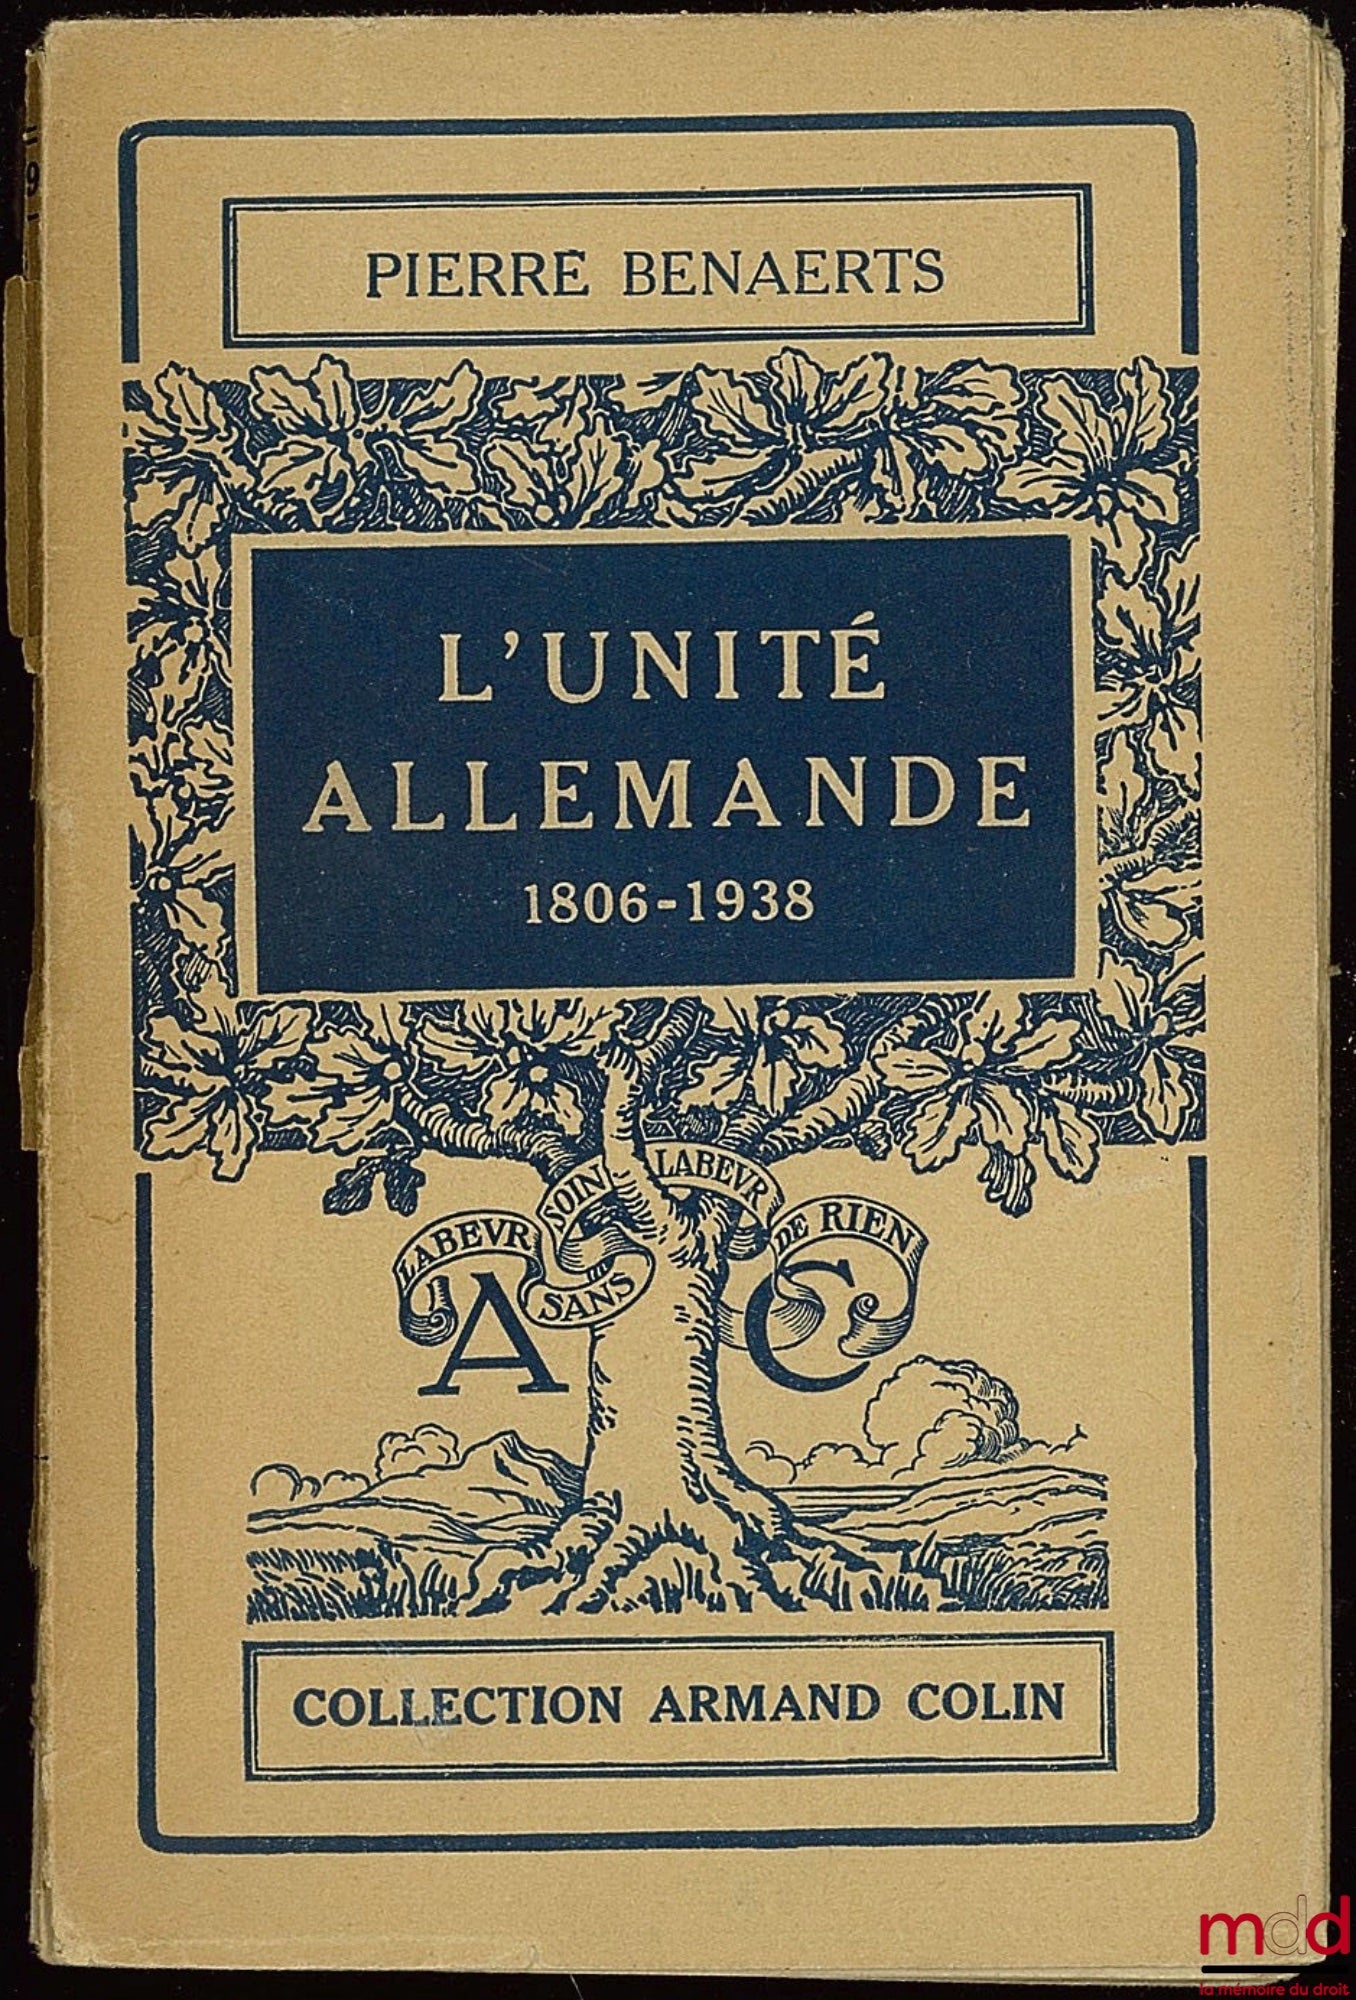 9
PIERRE BENAERTS
L'UNITÉ
ALLEMANDE
1806-1938
LABEVR SANS SOIN LABEVR DE RIEN
A C
COLLECTION ARMAND COLIN
mdd
la mémoire du droit